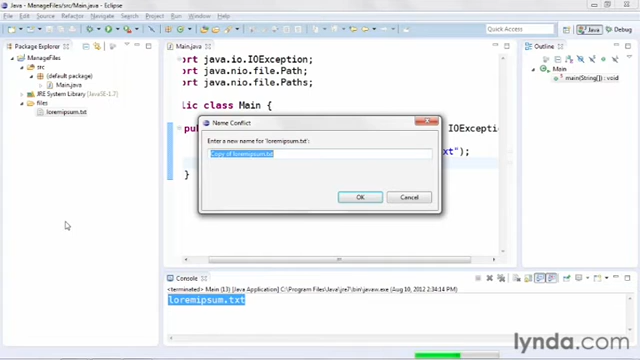 Java - ManageFiles/src/Main.java - Eclipse
File Edit Source Refactor Navigate Search Project Run Window Help
Quick Access
Java
Debug
Package Explorer
ManageFiles
src
(default package)
Main.java
JRE System Library [JavaSE-1.7]
files
loremipsum.txt
Main.java
ort java.io.IOException;
ort java.nio.file.Path;
ort java.nio.file.Paths;
lic class Main {
IOException
xt");
}
Name Conflict
Enter a new name for 'loremipsum.txt':
Copy of loremipsum.txt
OK
Cancel
Outline
Main
main(String[]) : void
Console
<terminated> Main (13) [Java Application] C:\Program Files\Java\jre7\bin\javaw.exe (Aug 10, 2012 2:34:14 PM)
loremipsum.txt
lynda.com